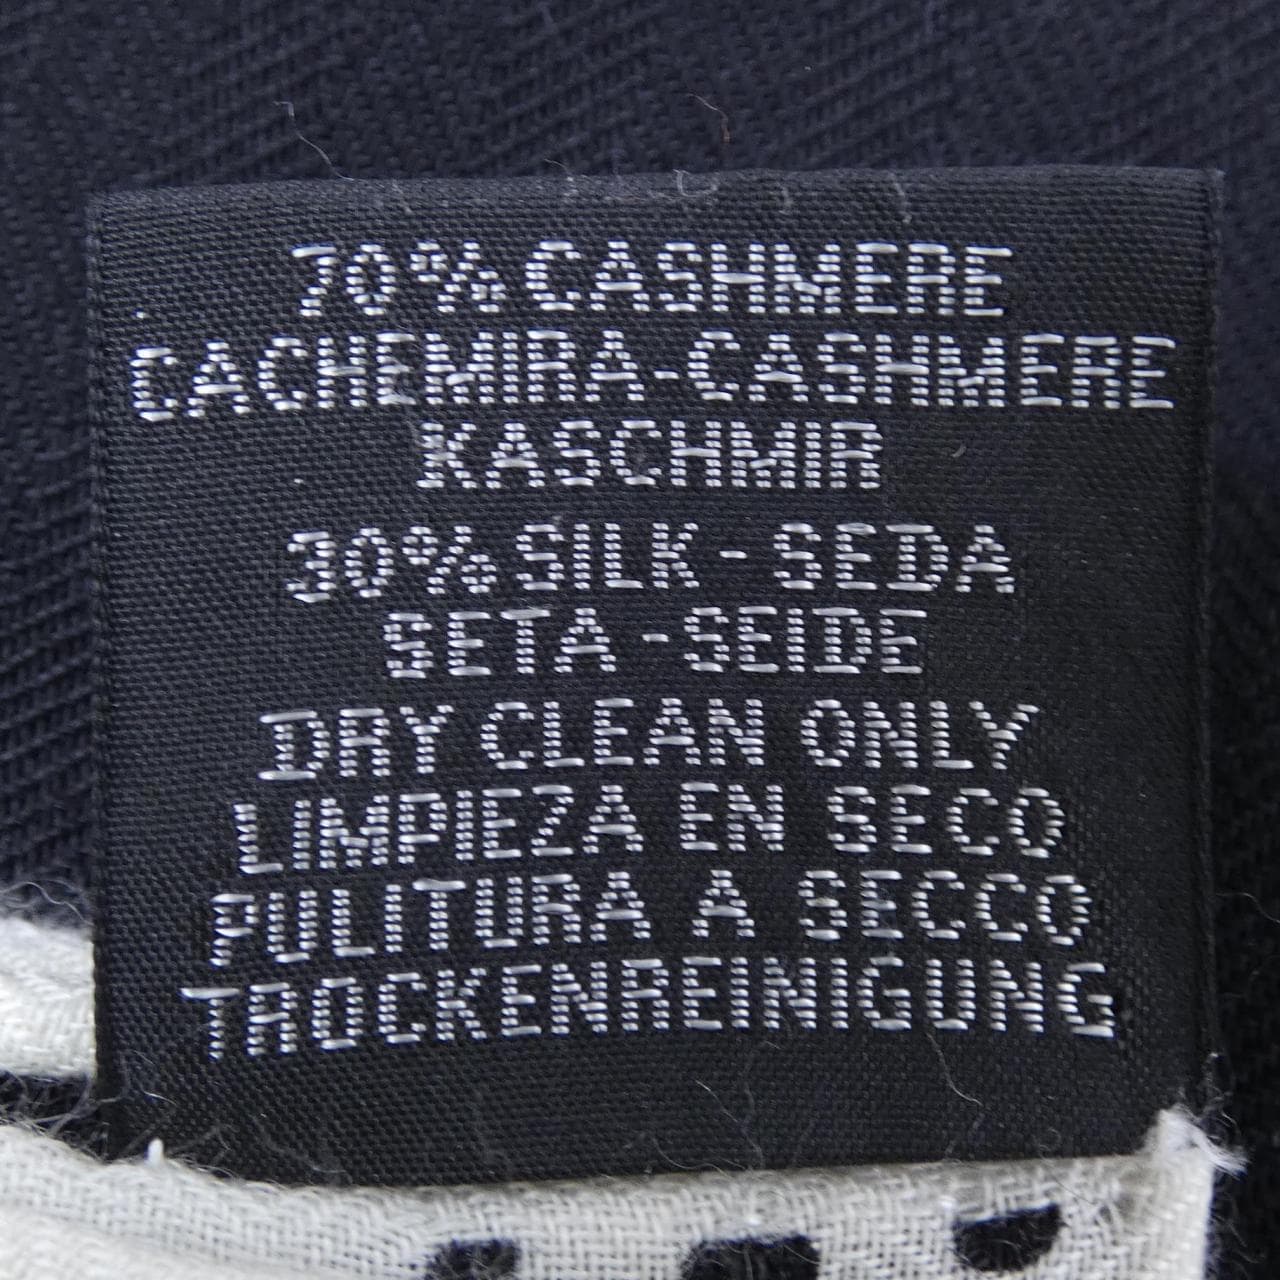 70% CASHMERE
CACHEMIRA-CASHMERE
KASCHMIR
30% SILK - SEDA
SETA - SEIDE
DRY CLEAN ONLY
LIMPIEZA EN SECO
PULITURA A SECCO
TROCKENREINIGUNG